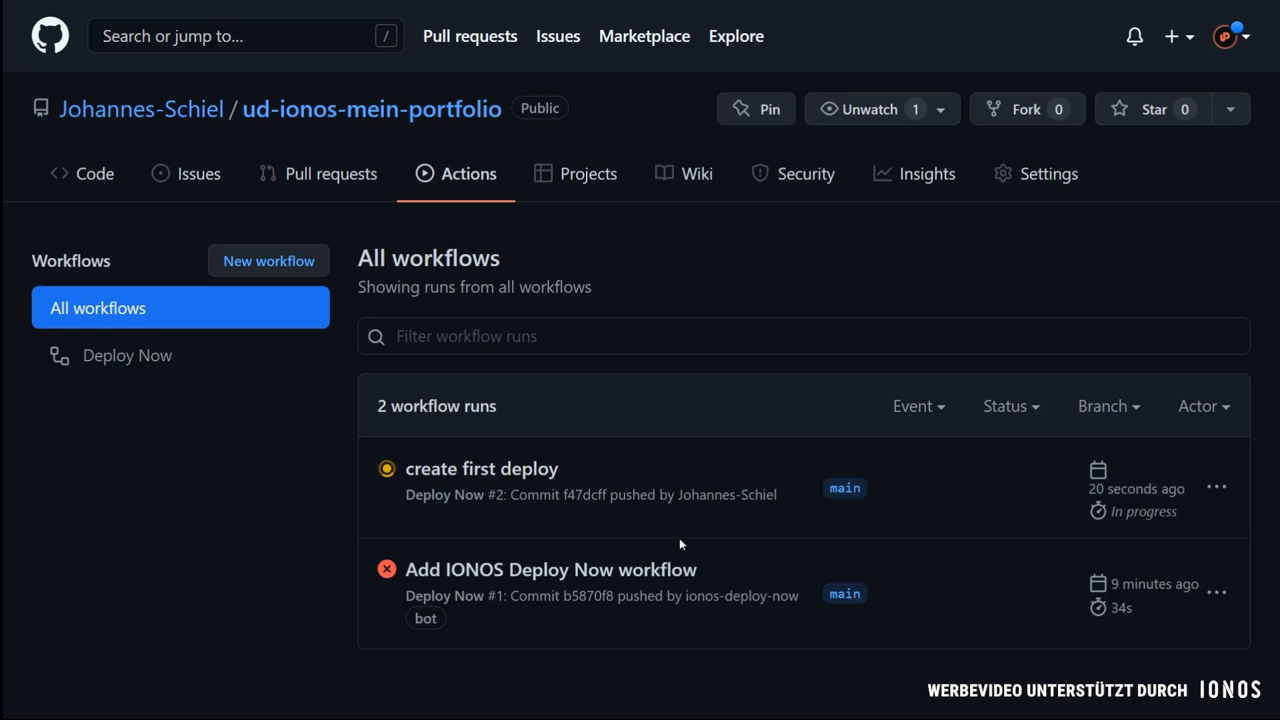 Search or jump to... /
Pull requests Issues Marketplace Explore
Johannes-Schiel / ud-ionos-mein-portfolio Public
Pin Unwatch 1 Fork 0 Star 0
Code Issues Pull requests Actions Projects Wiki Security Insights Settings
Workflows New workflow
All workflows
Deploy Now
All workflows
Showing runs from all workflows
Filter workflow runs
2 workflow runs Event Status Branch Actor
create first deploy
Deploy Now #2: Commit f47dcff pushed by Johannes-Schiel
main
20 seconds ago
In progress
Add IONOS Deploy Now workflow
Deploy Now #1: Commit b5870f8 pushed by ionos-deploy-now
bot
main
9 minutes ago
34s
WERBEVIDEO UNTERSTÜTZT DURCH IONOS